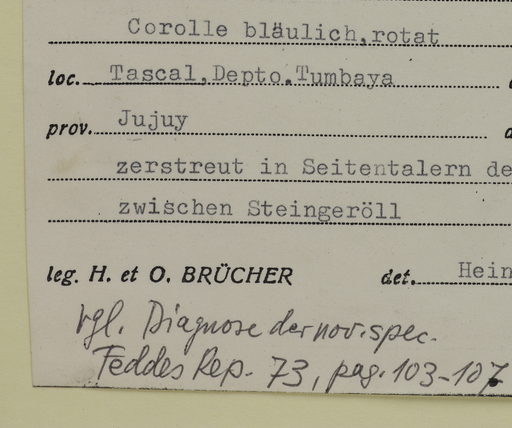 Corolle bläulich,rotat
loc. Tascal,Depto.Tumbaya
prov. Jujuy
zerstreut in Seitentalern de
zwischen Steingeröll
leg. H. et O. BRÜCHER det. Hein
vgl. Diagnose der nov. spec.
Feddes Rep. 73, pag. 103-107